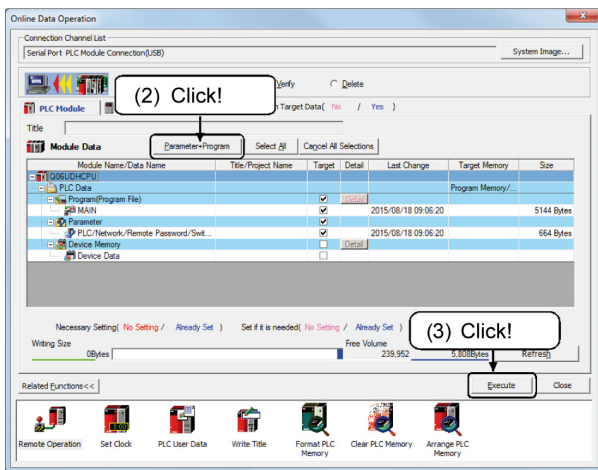 Online Data Operation
Connection Channel List
Serial Port PLC Module Connection(USB)
System Image...
(2) Click!
Verify
Delete
PLC Module
Target Data( No / Yes )
Title
Module Data
Parameter+Program
Select All
Cancel All Selections
Module Name/Data Name Title/Project Name Target Detail Last Change Target Memory Size
Q06UDHCPU
PLC Data Program Memory/...
Program(Program File) Detail
MAIN 2015/08/18 09:06:20 5144 Bytes
Parameter
PLC/Network/Remote Password/Swit... 2015/08/18 09:06:20 664 Bytes
Device Memory Detail
Device Data
Necessary Setting( No Setting / Already Set ) Set if it is needed( No Setting / Already Set )
(3) Click!
Writing Size
0Bytes
Free Volume
239,952
5,808Bytes
Refresh
Related Functions<<
Execute
Close
Remote Operation
Set Clock
PLC User Data
Write Title
Format PLC Memory
Clear PLC Memory
Arrange PLC Memory